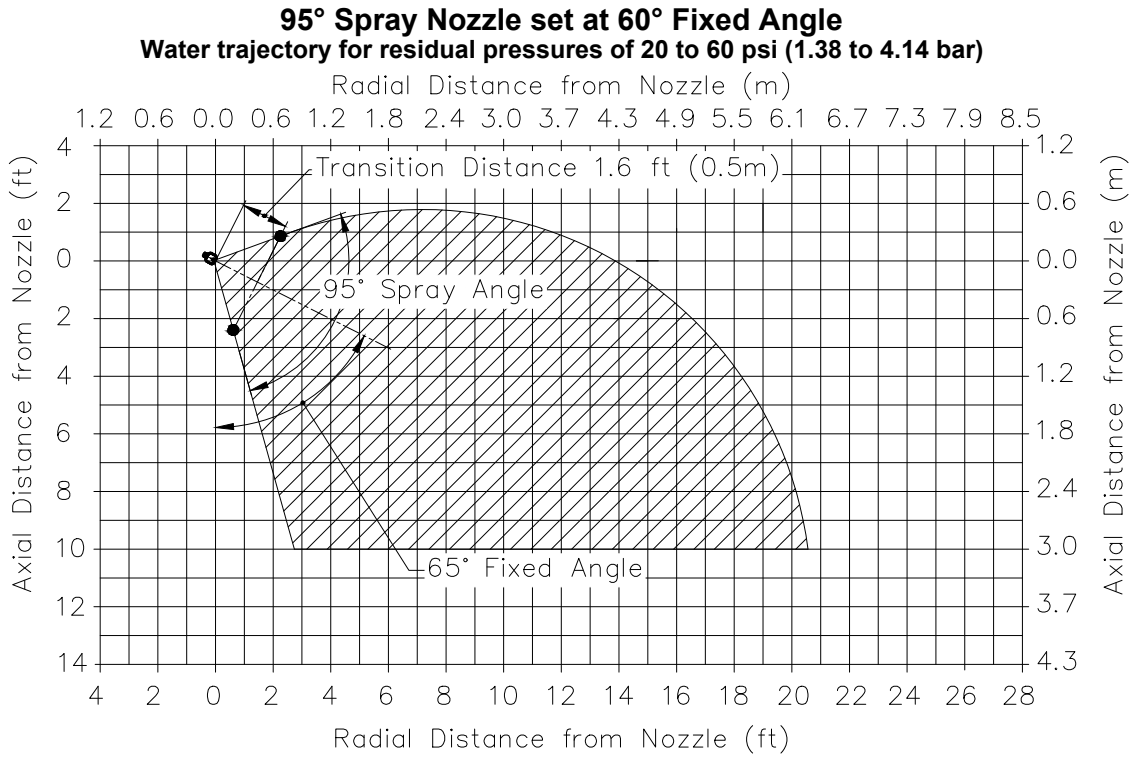 95° Spray Nozzle set at 60° Fixed Angle
Water trajectory for residual pressures of 20 to 60 psi (1.38 to 4.14 bar)
Radial Distance from Nozzle (m)
1.2 0.6 0.0 0.6 1.2 1.8 2.4 3.0 3.7 4.3 4.9 5.5 6.1 6.7 7.3 7.9 8.5
Axial Distance from Nozzle (ft)
4
2
0
2
4
6
8
10
12
14
Transition Distance 1.6 ft (0.5m)
95° Spray Angle
65° Fixed Angle
1.2
0.6
0.0
0.6
1.2
1.8
2.4
3.0
3.7
4.3
Axial Distance from Nozzle (m)
4 2 0 2 4 6 8 10 12 14 16 18 20 22 24 26 28
Radial Distance from Nozzle (ft)